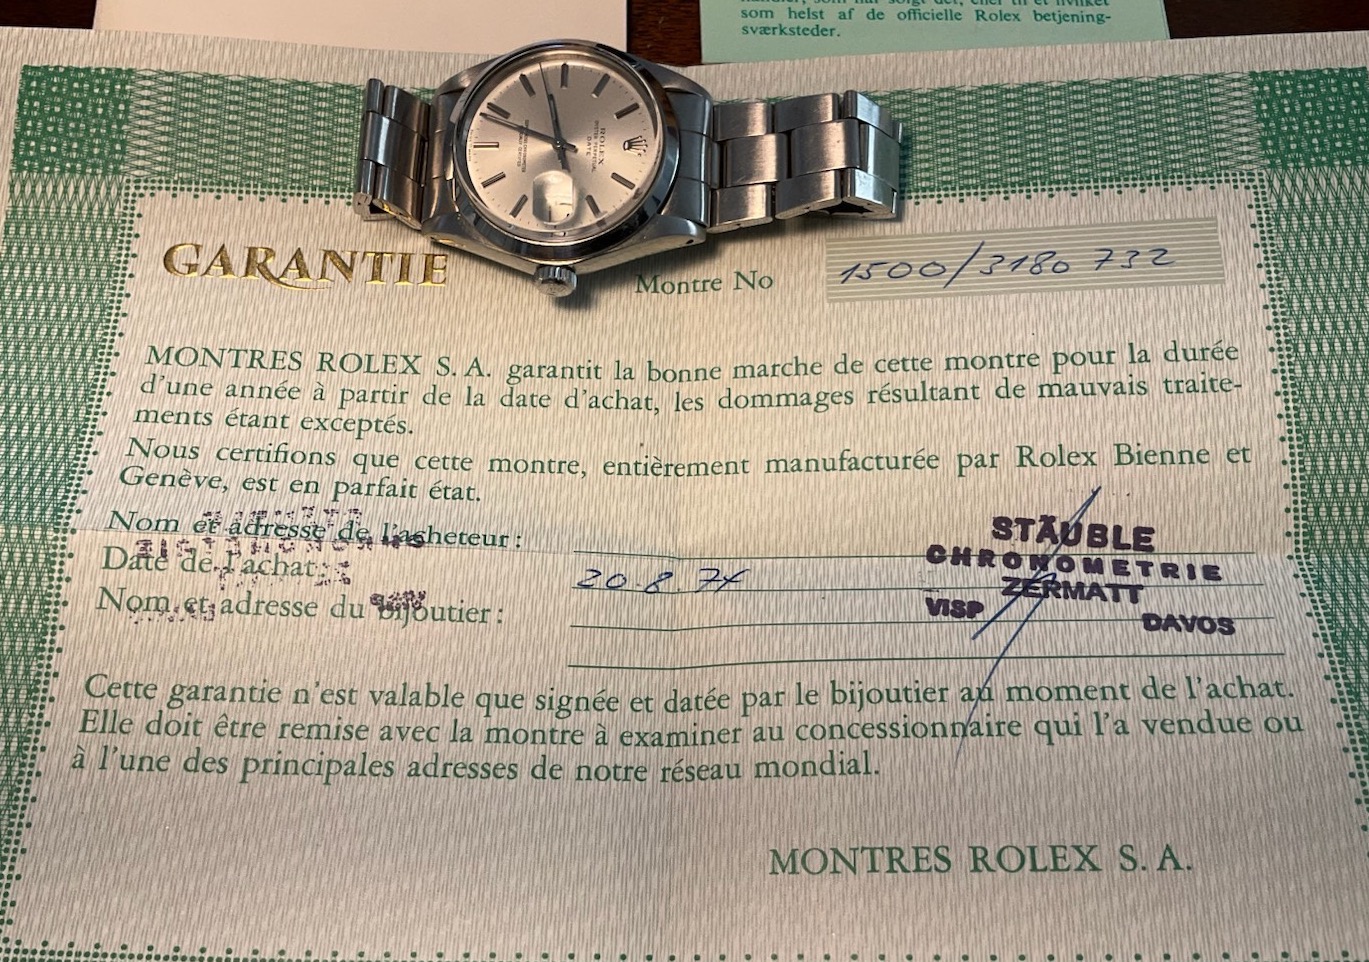 som helst af de officielle Rolex betjening-
sværksteder.
ROLEX
GARANTIE
Montre No
1500/3180 732
MONTRES ROLEX S. A. garantit la bonne marche de cette montre pour la durée
d'une année à partir de la date d'achat, les dommages résultant de mauvais traite-
ments étant exceptés.
Nous certifions que cette montre, entièrement manufacturée par Rolex Bienne et
Genève, est en parfait état.
Nom et adresse de l'acheteur:
Date de l'achat:
20.8.74
Nom et adresse du bijoutier:
STÄUBLE
CHRONOMETRIE
ZERMATT
VISP DAVOS
Cette garantie n'est valable que signée et datée par le bijoutier au moment de l'achat.
Elle doit être remise avec la montre à examiner au concessionnaire qui l'a vendue ou
à l'une des principales adresses de notre réseau mondial.
MONTRES ROLEX S. A.